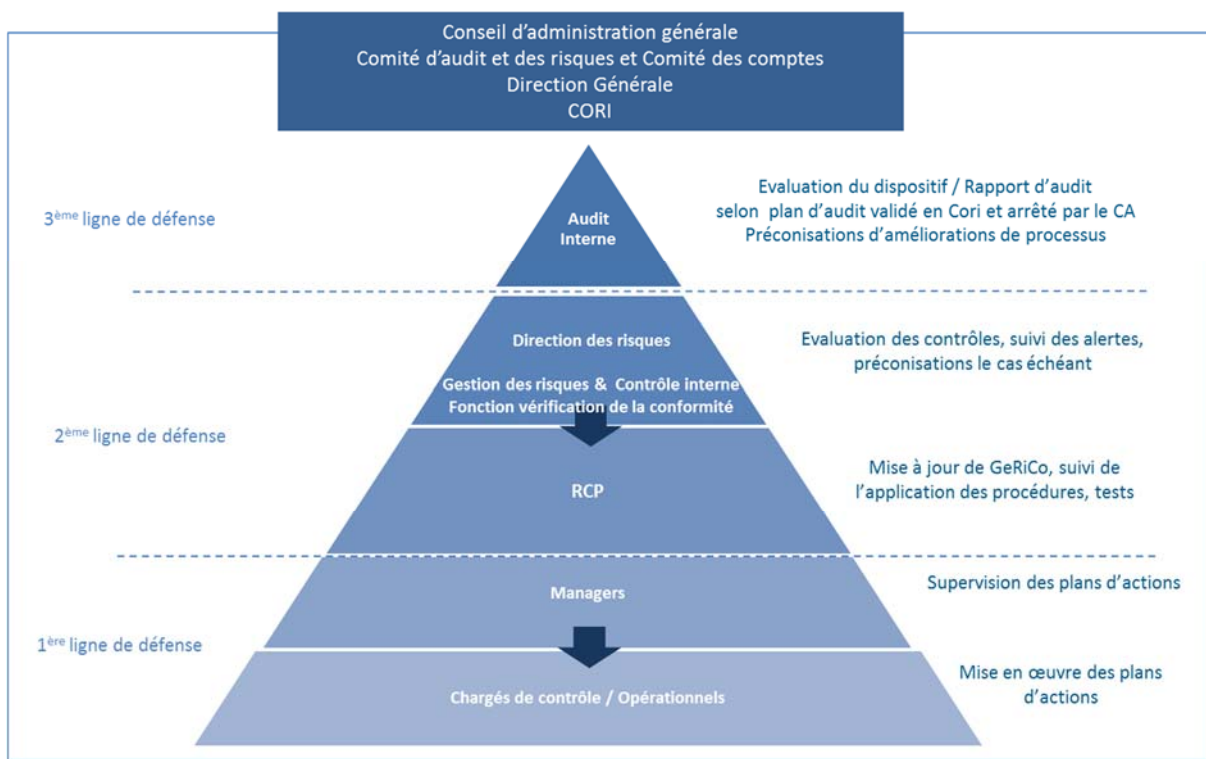 Conseil d'administration générale
Comité d'audit et des risques et Comité des comptes
Direction Générale
CORI
3ème ligne de défense
Audit
Interne
Evaluation du dispositif / Rapport d'audit
selon plan d'audit validé en Cori et arrêté par le CA
Préconisations d'améliorations de processus
2ème ligne de défense
Direction des risques
Gestion des risques & Contrôle interne
Fonction vérification de la conformité
Evaluation des contrôles, suivi des alertes,
préconisations le cas échéant
RCP
Mise à jour de GeRiCo, suivi de
l'application des procédures, tests
1ère ligne de défense
Managers
Supervision des plans d'actions
Chargés de contrôle / Opérationnels
Mise en œuvre des plans
d'actions